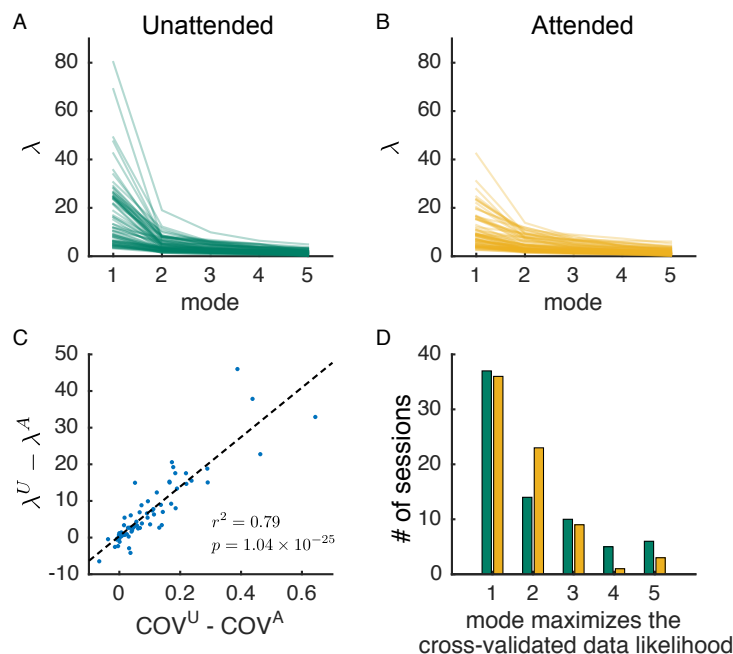 A
Unattended
80
60
40
20
0
λ
1 2 3 4 5
mode
B
Attended
80
60
40
20
0
λ
1 2 3 4 5
mode
C
50
40
30
20
10
0
-10
λ^U − λ^A
r² = 0.79
p = 1.04 × 10⁻²⁵
0 0.2 0.4 0.6
COV^U - COV^A
D
40
30
20
10
0
# of sessions
1 2 3 4 5
mode maximizes the
cross-validated data likelihood